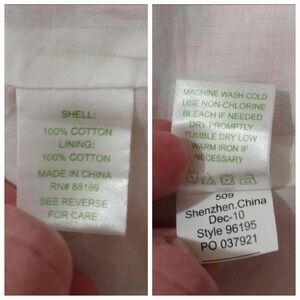 SHELL:
100% COTTON
LINING:
100% COTTON
MADE IN CHINA
RN# 88189
SEE REVERSE
FOR CARE
MACHINE WASH COLD
USE NON-CHLORINE
BLEACH IF NEEDED
DRY PROMPTLY
TUMBLE DRY LOW
WARM IRON IF
NECESSARY
509
Shenzhen.China
Dec-10
Style 96195
PO 037921